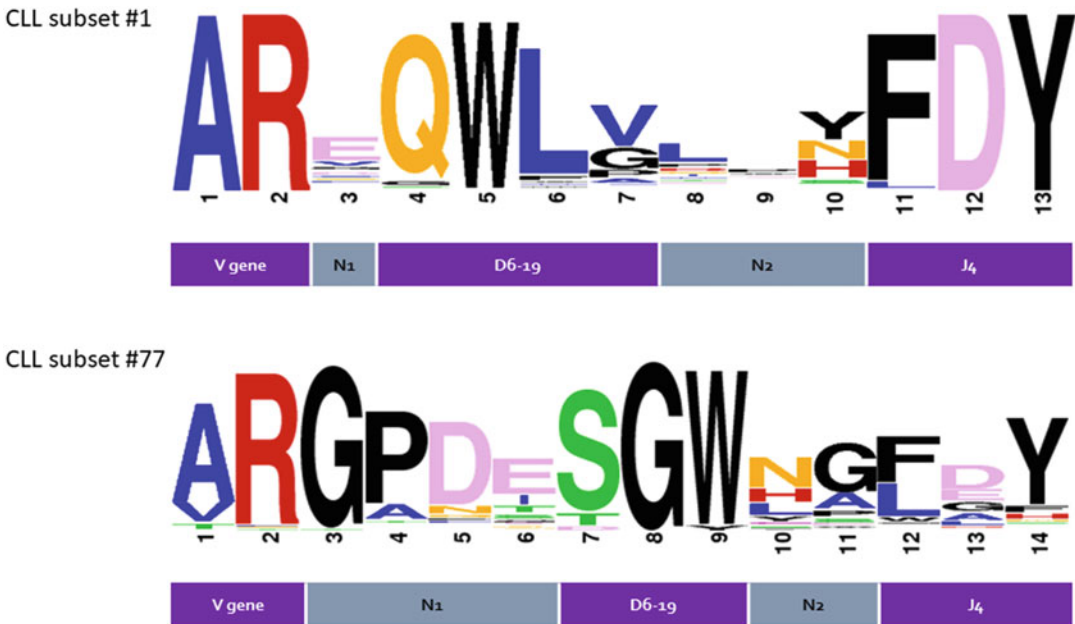 CLL subset #1
A R E Q W L V L Y F D Y
G N
H
1 2 3 4 5 6 7 8 9 10 11 12 13
V gene N1 D6-19 N2 J4
CLL subset #77
A R G P D E S G W N G F D Y
V A N I T H A L E
T L G
A
1 2 3 4 5 6 7 8 9 10 11 12 13 14
V gene N1 D6-19 N2 J4